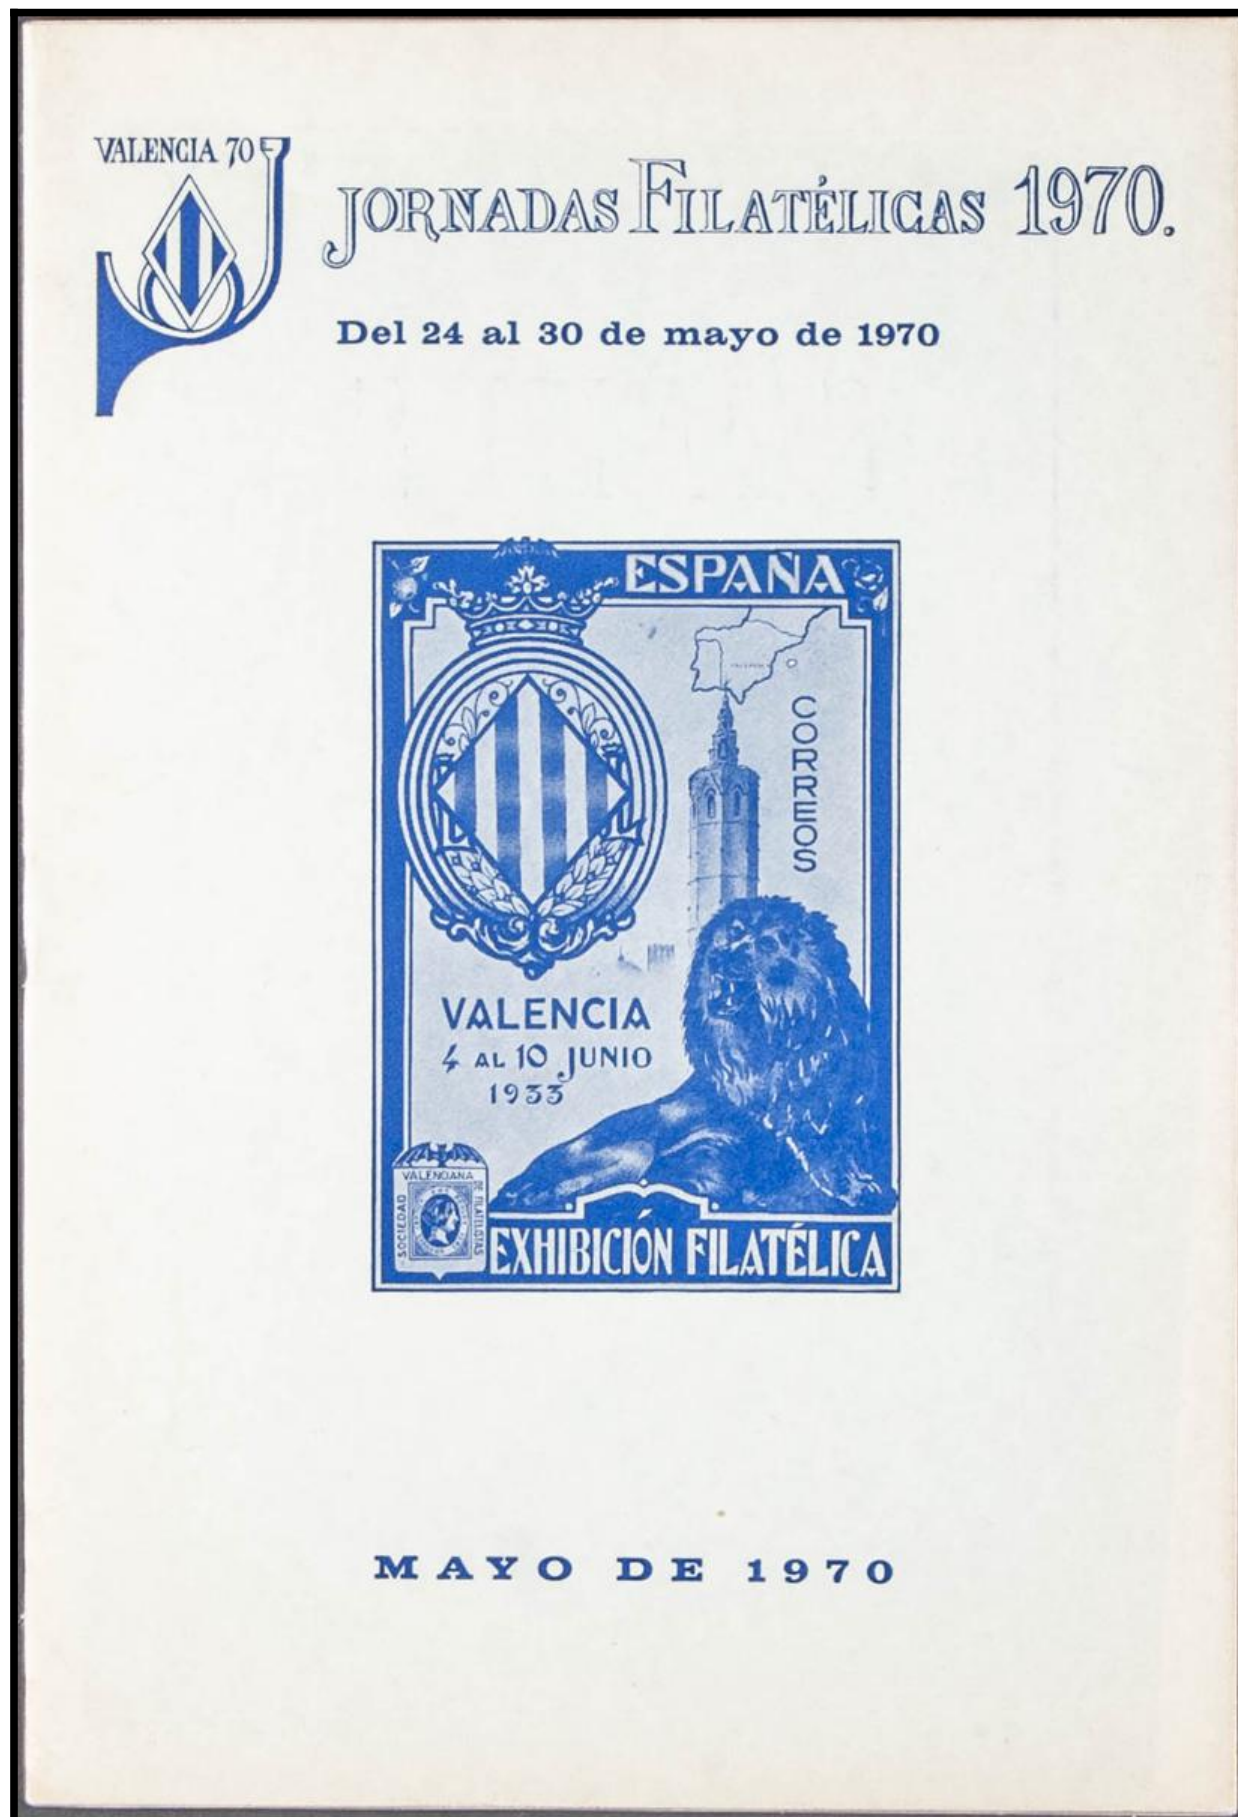 VALENCIA 70
JORNADAS FILATÉLICAS 1970.
Del 24 al 30 de mayo de 1970
ESPAÑA
CORREOS
VALENCIA
4 AL 10 JUNIO
1933
SOCIEDAD
VALENCIANA
DE FILATELISTAS
EXHIBICIÓN FILATÉLICA
MAYO DE 1970